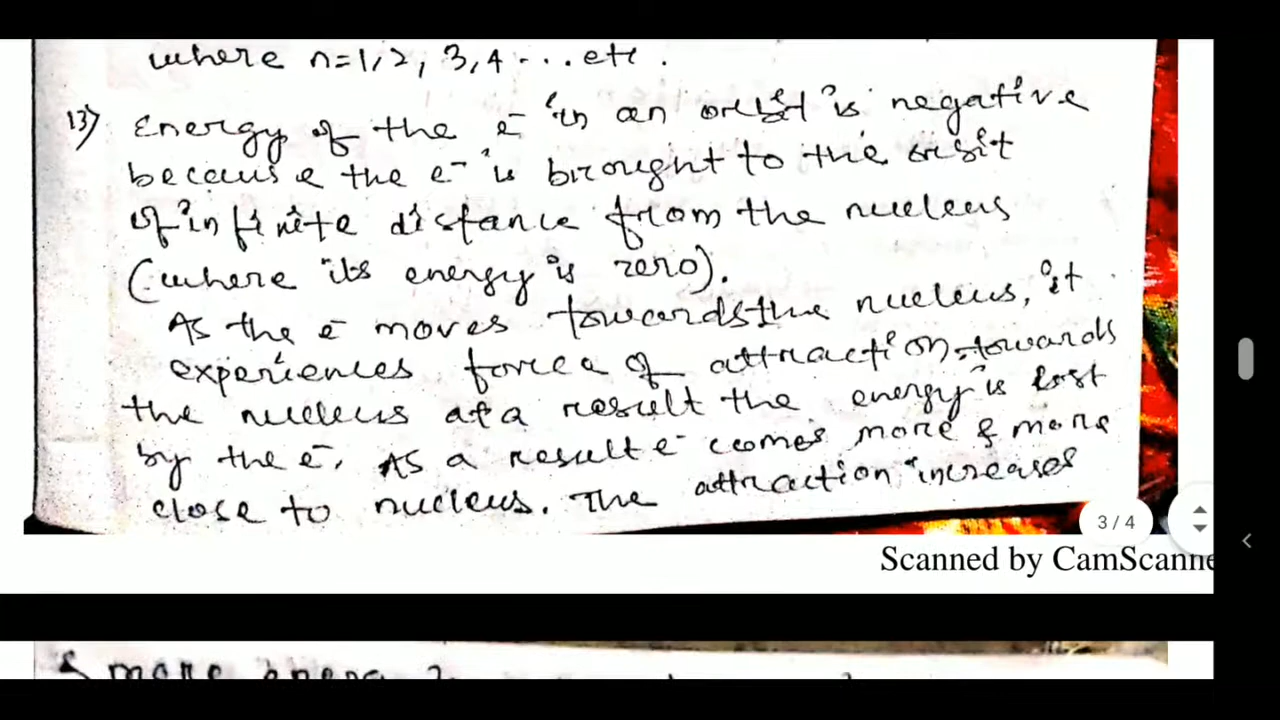 where n=1,2, 3,4 ... etc.
13) Energy of the e⁻ in an orbit is negative
because the e⁻ is brought to the orbit
of infinite distance from the nucleus
(where its energy is zero).
As the e⁻ moves towards the nucleus, it
experiences force a of attraction, towards
the nucleus as a result the energy is lost
by the e⁻. As a result e⁻ comes more & more
close to nucleus. The attraction increases
3 / 4
Scanned by CamScanne
& more